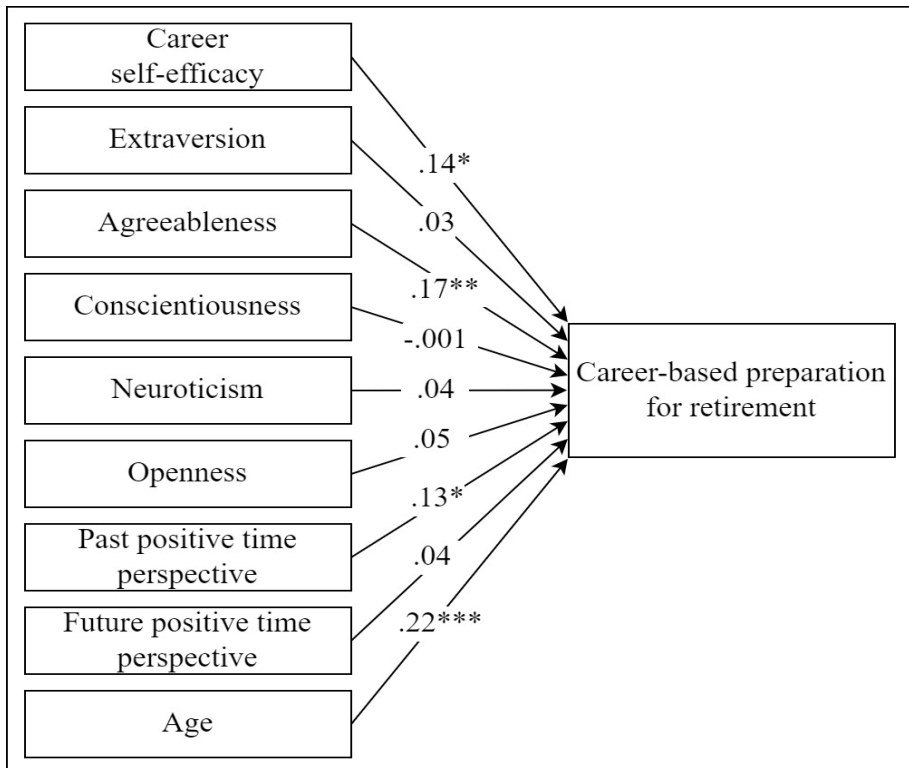 Career
self-efficacy
Extraversion
Agreeableness
Conscientiousness
Neuroticism
Openness
Past positive time
perspective
Future positive time
perspective
Age
.14*
.03
.17**
-.001
.04
.05
.13*
.04
.22***
Career-based preparation
for retirement